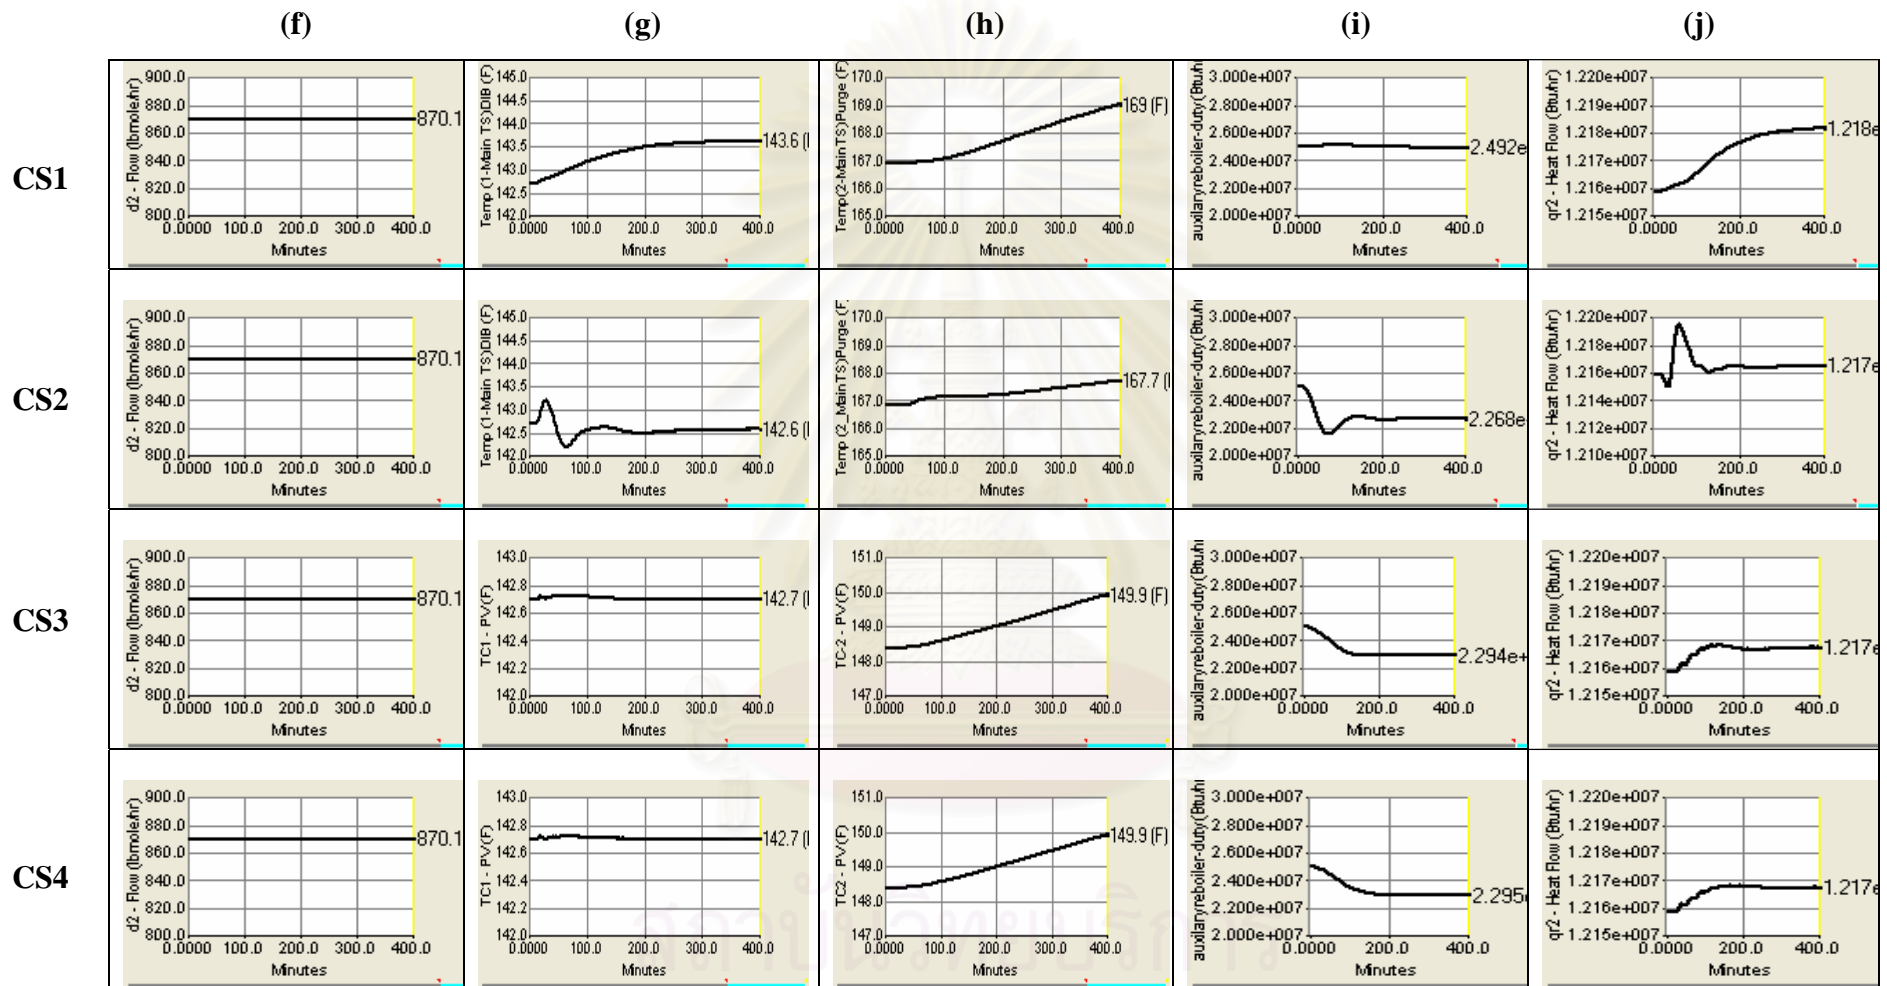 (f) (g) (h) (i) (j)
CS1
d2 - Flow (lbmole/hr)
900.0
880.0
860.0
840.0
820.0
800.0
870.1
0.0000 100.0 200.0 300.0 400.0
Minutes
Temp (1-Main TS)DIB (F)
145.0
144.5
144.0
143.5
143.0
142.5
142.0
143.6 (
0.0000 100.0 200.0 300.0 400.0
Minutes
Temp(2-Main TS)Purge (F)
170.0
169.0
168.0
167.0
166.0
165.0
169 (F)
0.0000 100.0 200.0 300.0 400.0
Minutes
auxilaryreboiler-duty(Btu/hr
3.000e+007
2.800e+007
2.600e+007
2.400e+007
2.200e+007
2.000e+007
2.492e
0.0000 200.0 400.0
Minutes
qr2 - Heat Flow (Btu/hr)
1.220e+007
1.219e+007
1.218e+007
1.217e+007
1.216e+007
1.215e+007
1.218e
0.0000 200.0 400.0
Minutes
CS2
d2 - Flow (lbmole/hr)
900.0
880.0
860.0
840.0
820.0
800.0
870.1
0.0000 100.0 200.0 300.0 400.0
Minutes
Temp (1-Main TS)DIB (F)
145.0
144.5
144.0
143.5
143.0
142.5
142.0
142.6 (
0.0000 100.0 200.0 300.0 400.0
Minutes
Temp (2_Main TS)Purge (F
170.0
169.0
168.0
167.0
166.0
165.0
167.7 (
0.0000 100.0 200.0 300.0 400.0
Minutes
auxilaryreboiler-duty(Btu/hr
3.000e+007
2.800e+007
2.600e+007
2.400e+007
2.200e+007
2.000e+007
2.268e
0.0000 200.0 400.0
Minutes
qr2 - Heat Flow (Btu/hr)
1.220e+007
1.218e+007
1.216e+007
1.214e+007
1.212e+007
1.210e+007
1.217e
0.0000 200.0 400.0
Minutes
CS3
d2 - Flow (lbmole/hr)
900.0
880.0
860.0
840.0
820.0
800.0
870.1
0.0000 100.0 200.0 300.0 400.0
Minutes
TC1 - PV(F)
143.0
142.8
142.6
142.4
142.2
142.0
142.7 (
0.0000 100.0 200.0 300.0 400.0
Minutes
TC-2 - PV(F)
151.0
150.0
149.0
148.0
147.0
149.9 (F)
0.0000 100.0 200.0 300.0 400.0
Minutes
auxilaryreboiler-duty(Btu/hr
3.000e+007
2.800e+007
2.600e+007
2.400e+007
2.200e+007
2.000e+007
2.294e+
0.0000 200.0 400.0
Minutes
qr2 - Heat Flow (Btu/hr)
1.220e+007
1.219e+007
1.218e+007
1.217e+007
1.216e+007
1.215e+007
1.217e
0.0000 200.0 400.0
Minutes
CS4
d2 - Flow (lbmole/hr)
900.0
880.0
860.0
840.0
820.0
800.0
870.1
0.0000 100.0 200.0 300.0 400.0
Minutes
TC1 - PV(F)
143.0
142.8
142.6
142.4
142.2
142.0
142.7 (
0.0000 100.0 200.0 300.0 400.0
Minutes
TC2 - PV(F)
151.0
150.0
149.0
148.0
147.0
149.9 (F)
0.0000 100.0 200.0 300.0 400.0
Minutes
auxilaryreboiler-duty(Btu/hr
3.000e+007
2.800e+007
2.600e+007
2.400e+007
2.200e+007
2.000e+007
2.295
0.0000 200.0 400.0
Minutes
qr2 - Heat Flow (Btu/hr)
1.220e+007
1.219e+007
1.218e+007
1.217e+007
1.216e+007
1.215e+007
1.217e
0.0000 200.0 400.0
Minutes
สถาบันวิทยบริการ